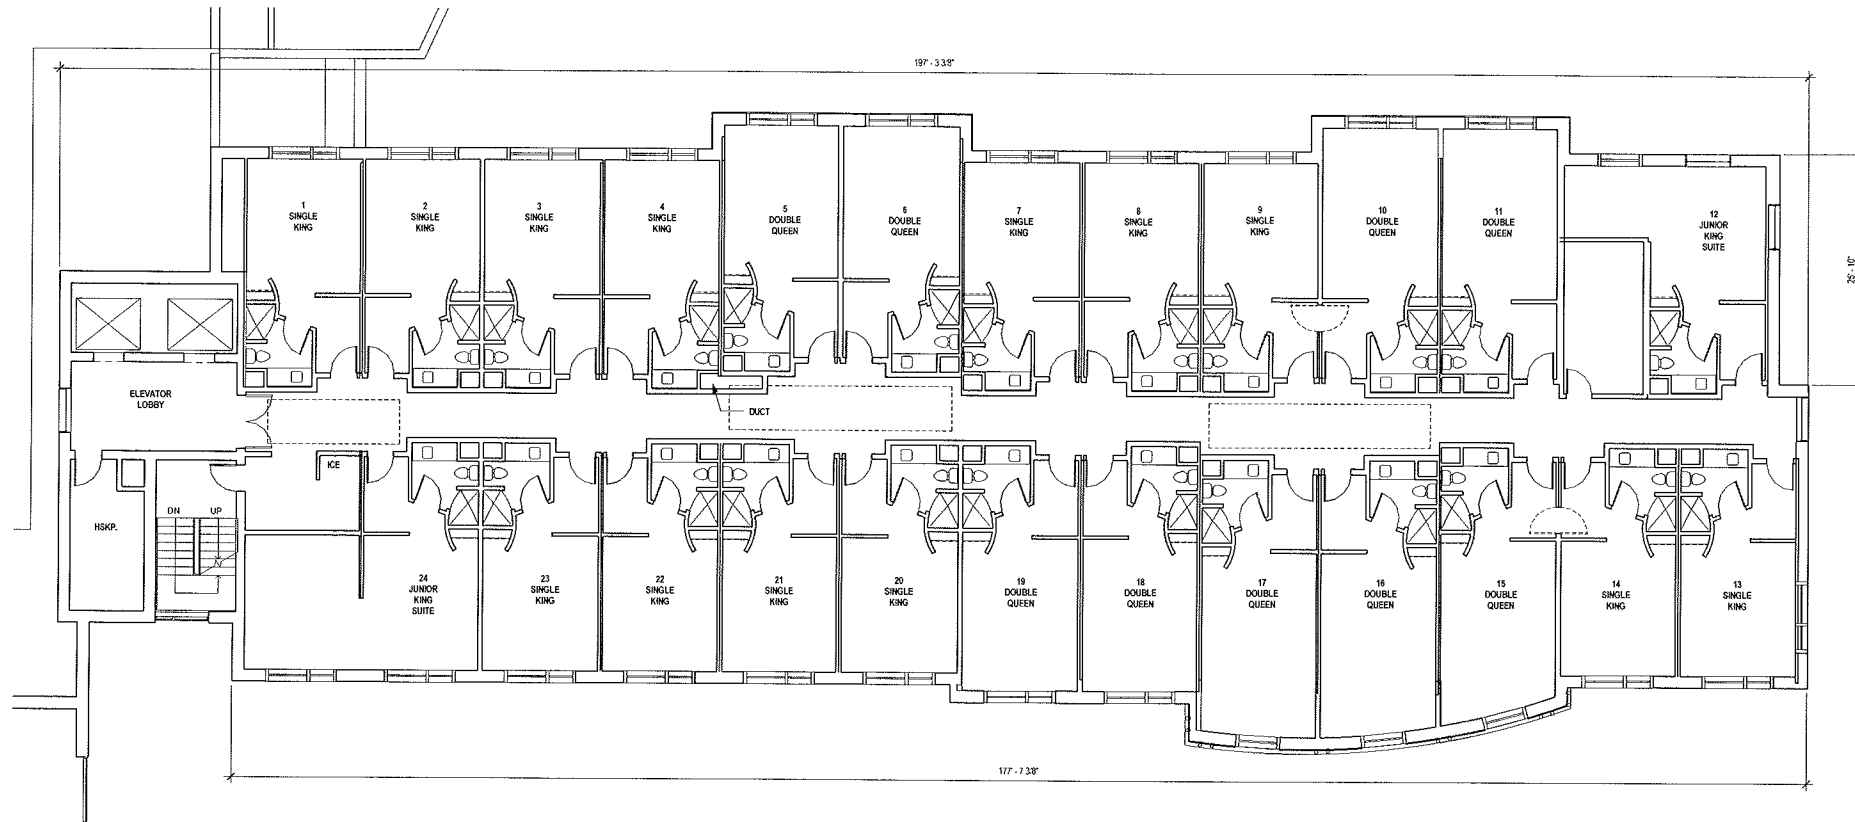 197' - 3 3/8"
1
SINGLE
KING
2
SINGLE
KING
3
SINGLE
KING
4
SINGLE
KING
5
DOUBLE
QUEEN
6
DOUBLE
QUEEN
7
SINGLE
KING
8
SINGLE
KING
9
SINGLE
KING
10
DOUBLE
QUEEN
11
DOUBLE
QUEEN
12
JUNIOR
KING
SUITE
25' - 10"
ELEVATOR
LOBBY
DUCT
ICE
HSKP.
DN
UP
24
JUNIOR
KING
SUITE
23
SINGLE
KING
22
SINGLE
KING
21
SINGLE
KING
20
SINGLE
KING
19
DOUBLE
QUEEN
18
DOUBLE
QUEEN
17
DOUBLE
QUEEN
16
DOUBLE
QUEEN
15
DOUBLE
QUEEN
14
SINGLE
KING
13
SINGLE
KING
177' - 7 3/8"